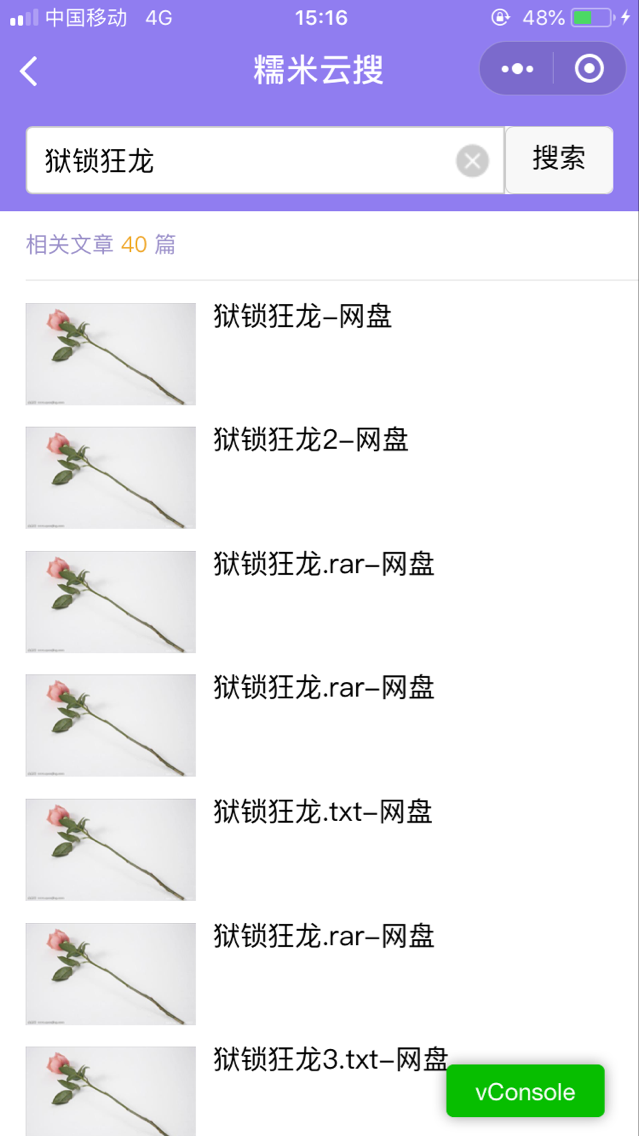 中国移动 4G 15:16 48%
糯米云搜
狱锁狂龙 搜索
相关文章 40 篇
狱锁狂龙-网盘
狱锁狂龙2-网盘
狱锁狂龙.rar-网盘
狱锁狂龙.rar-网盘
狱锁狂龙.txt-网盘
狱锁狂龙.rar-网盘
狱锁狂龙3.txt-网盘
vConsole